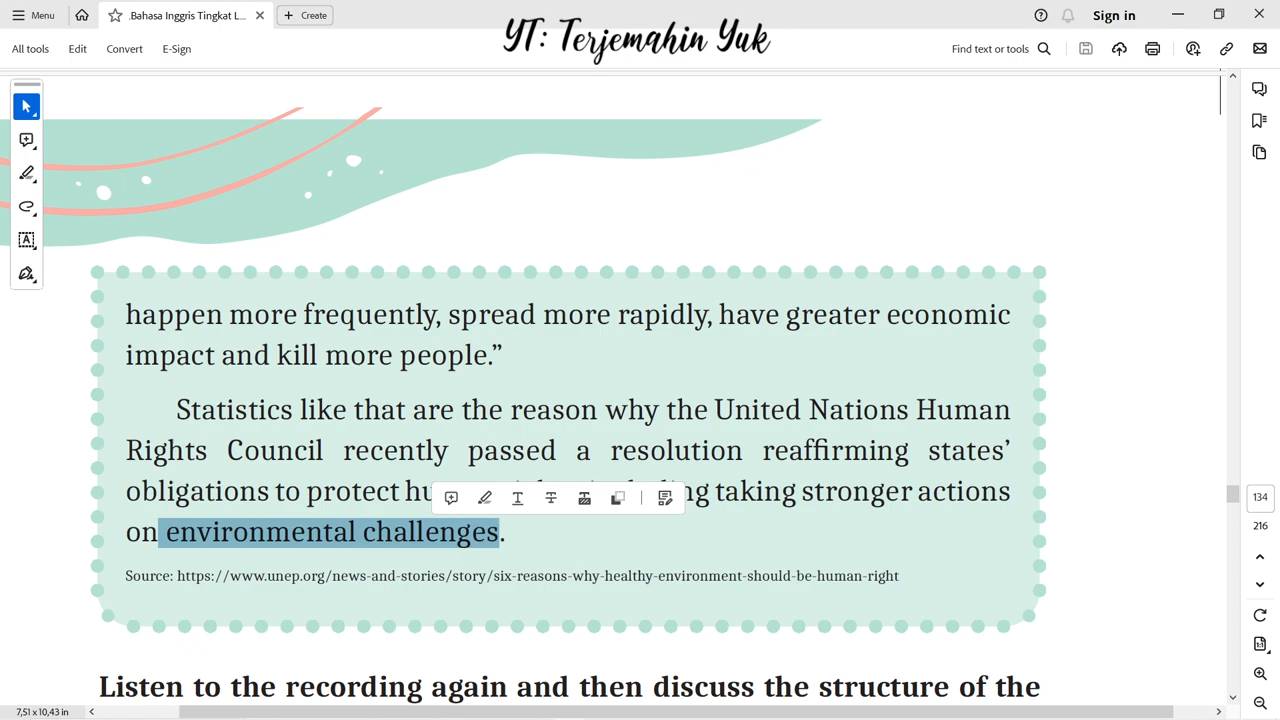 Menu
.Bahasa Inggris Tingkat L...
Create
Sign in
All tools
Edit
Convert
E-Sign
YT: Terjemahin Yuk
Find text or tools
happen more frequently, spread more rapidly, have greater economic
impact and kill more people.”
Statistics like that are the reason why the United Nations Human
Rights Council recently passed a resolution reaffirming states’
obligations to protect taking stronger actions
on environmental challenges.
Source: https://www.unep.org/news-and-stories/story/six-reasons-why-healthy-environment-should-be-human-right
Listen to the recording again and then discuss the structure of the
134
216
7,51 x 10,43 in